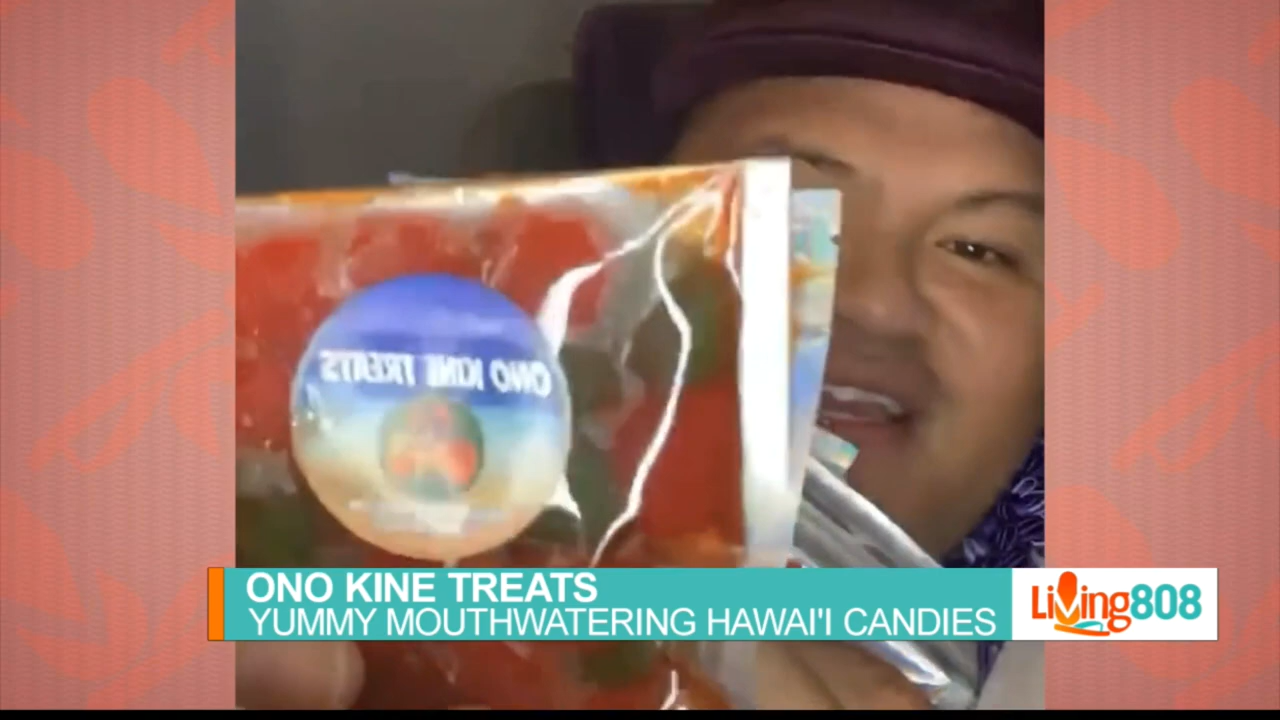 ONO KINE TREATS
ONO KINE TREATS
YUMMY MOUTHWATERING HAWAI'I CANDIES
Living808